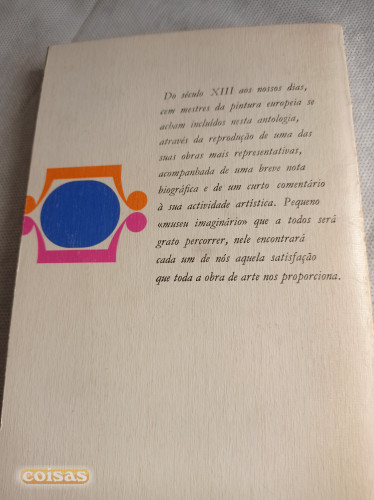 Do século XIII aos nossos dias,
cem mestres da pintura europeia se
acham incluídos nesta antologia,
através da reprodução de uma das
suas obras mais representativas,
acompanhada de uma breve nota
biográfica e de um curto comentário
à sua actividade artística. Pequeno
«museu imaginário» que a todos será
grato percorrer, nele encontrará
cada um de nós aquela satisfação
que toda a obra de arte nos proporciona.
coisas